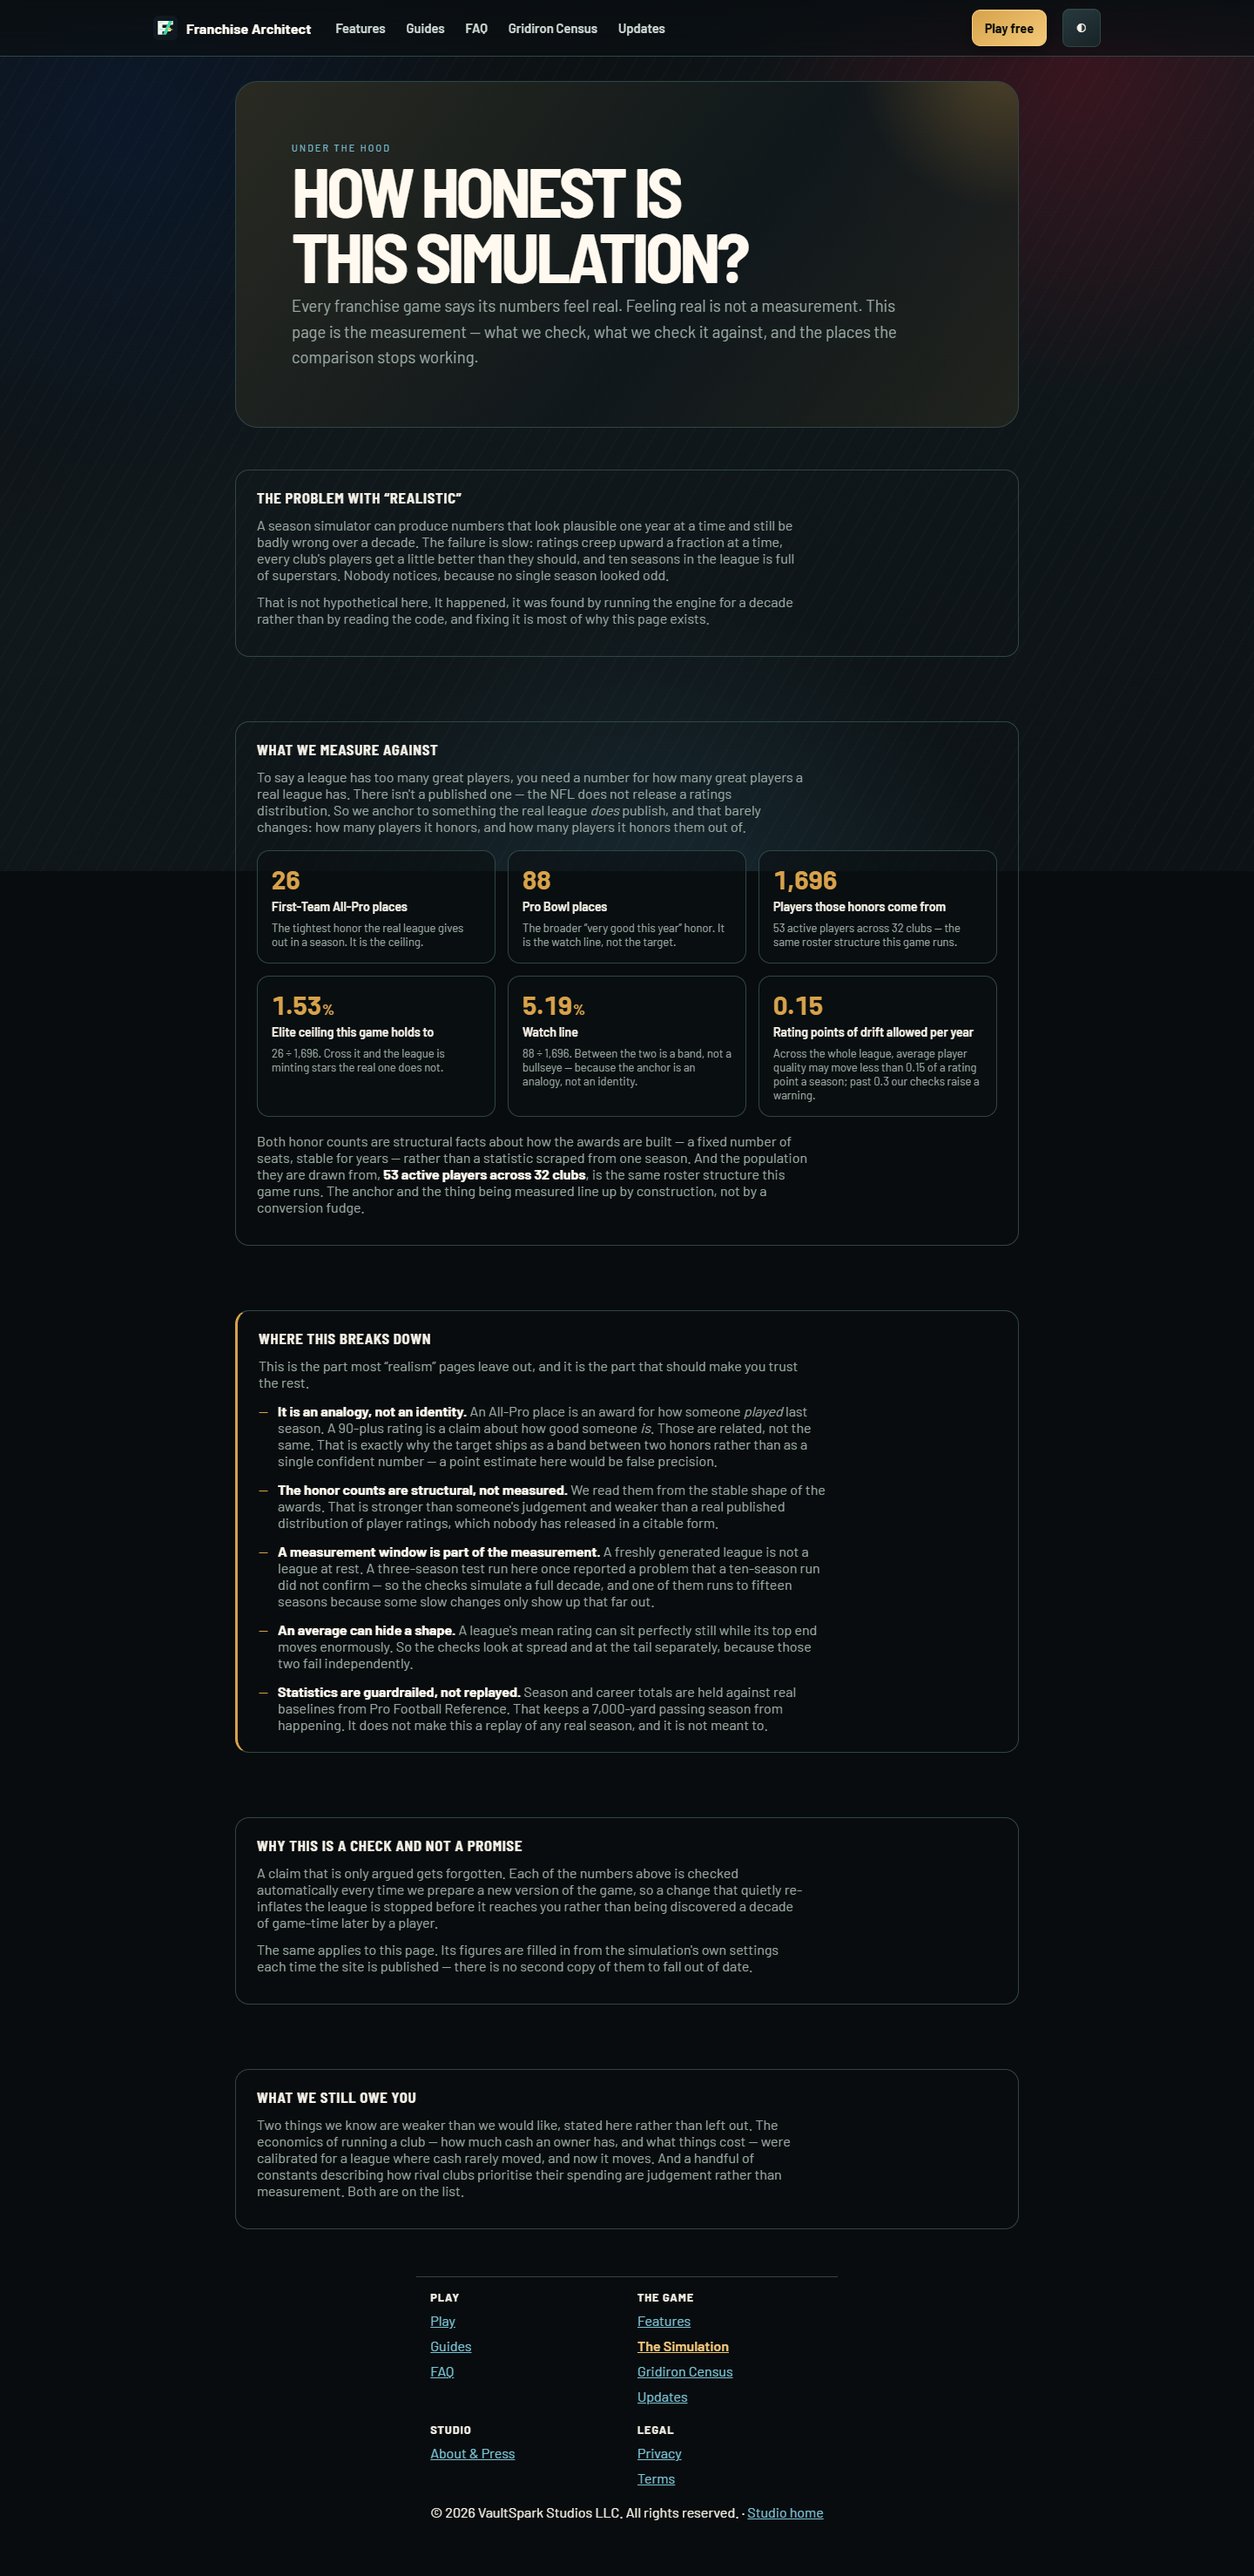 Franchise Architect
Features
Guides
FAQ
Gridiron Census
Updates
Play free
UNDER THE HOOD
HOW HONEST IS
THIS SIMULATION?
Every franchise game says its numbers feel real. Feeling real is not a measurement. This
page is the measurement — what we check, what we check it against, and the places the
comparison stops working.
THE PROBLEM WITH “REALISTIC”
A season simulator can produce numbers that look plausible one year at a time and still be
badly wrong over a decade. The failure is slow: ratings creep upward a fraction at a time,
every club's players get a little better than they should, and ten seasons in the league is full
of superstars. Nobody notices, because no single season looked odd.
That is not hypothetical here. It happened, it was found by running the engine for a decade
rather than by reading the code, and fixing it is most of why this page exists.
WHAT WE MEASURE AGAINST
To say a league has too many great players, you need a number for how many great players a
real league has. There isn't a published one — the NFL does not release a ratings
distribution. So we anchor to something the real league does publish, and that barely
changes: how many players it honors, and how many players it honors them out of.
26
First-Team All-Pro places
The tightest honor the real league gives
out in a season. It is the ceiling.
88
Pro Bowl places
The broader “very good this year” honor. It
is the watch line, not the target.
1,696
Players those honors come from
53 active players across 32 clubs — the
same roster structure this game runs.
1.53%
Elite ceiling this game holds to
26 ÷ 1,696. Cross it and the league is
minting stars the real one does not.
5.19%
Watch line
88 ÷ 1,696. Between the two is a band, not a
bullseye — because the anchor is an
analogy, not an identity.
0.15
Rating points of drift allowed per year
Across the whole league, average player
quality may move less than 0.15 of a rating
point a season; past 0.3 our checks raise a
warning.
Both honor counts are structural facts about how the awards are built — a fixed number of
seats, stable for years — rather than a statistic scraped from one season. And the population
they are drawn from, 53 active players across 32 clubs, is the same roster structure this
game runs. The anchor and the thing being measured line up by construction, not by a
conversion fudge.
WHERE THIS BREAKS DOWN
This is the part most “realism” pages leave out, and it is the part that should make you trust
the rest.
— It is an analogy, not an identity. An All-Pro place is an award for how someone played last
season. A 90-plus rating is a claim about how good someone is. Those are related, not the
same. That is exactly why the target ships as a band between two honors rather than as a
single confident number — a point estimate here would be false precision.
— The honor counts are structural, not measured. We read them from the stable shape of the
awards. That is stronger than someone's judgement and weaker than a real published
distribution of player ratings, which nobody has released in a citable form.
— A measurement window is part of the measurement. A freshly generated league is not a
league at rest. A three-season test run here once reported a problem that a ten-season run
did not confirm — so the checks simulate a full decade, and one of them runs to fifteen
seasons because some slow changes only show up that far out.
— An average can hide a shape. A league's mean rating can sit perfectly still while its top end
moves enormously. So the checks look at spread and at the tail separately, because those
two fail independently.
— Statistics are guardrailed, not replayed. Season and career totals are held against real
baselines from Pro Football Reference. That keeps a 7,000-yard passing season from
happening. It does not make this a replay of any real season, and it is not meant to.
WHY THIS IS A CHECK AND NOT A PROMISE
A claim that is only argued gets forgotten. Each of the numbers above is checked
automatically every time we prepare a new version of the game, so a change that quietly re-
inflates the league is stopped before it reaches you rather than being discovered a decade
of game-time later by a player.
The same applies to this page. Its figures are filled in from the simulation's own settings
each time the site is published — there is no second copy of them to fall out of date.
WHAT WE STILL OWE YOU
Two things we know are weaker than we would like, stated here rather than left out. The
economics of running a club — how much cash an owner has, and what things cost — were
calibrated for a league where cash rarely moved, and now it moves. And a handful of
constants describing how rival clubs prioritise their spending are judgement rather than
measurement. Both are on the list.
PLAY
Play
Guides
FAQ
THE GAME
Features
The Simulation
Gridiron Census
Updates
STUDIO
About & Press
LEGAL
Privacy
Terms
© 2026 VaultSpark Studios LLC. All rights reserved. · Studio home